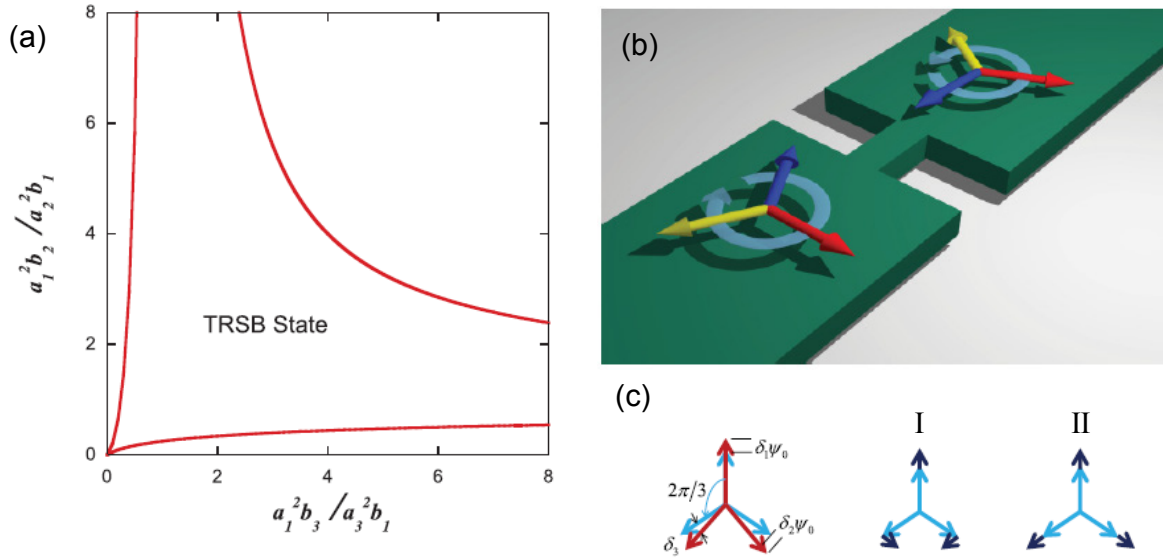 (a)
8
6
4
2
0
a₁²b₂ /a₂²b₁
TRSB State
0 2 4 6 8
a₁²b₃ /a₃²b₁
(b)
(c)
δ₁ψ₀
2π/3
δ₂ψ₀
δ₃
I
II